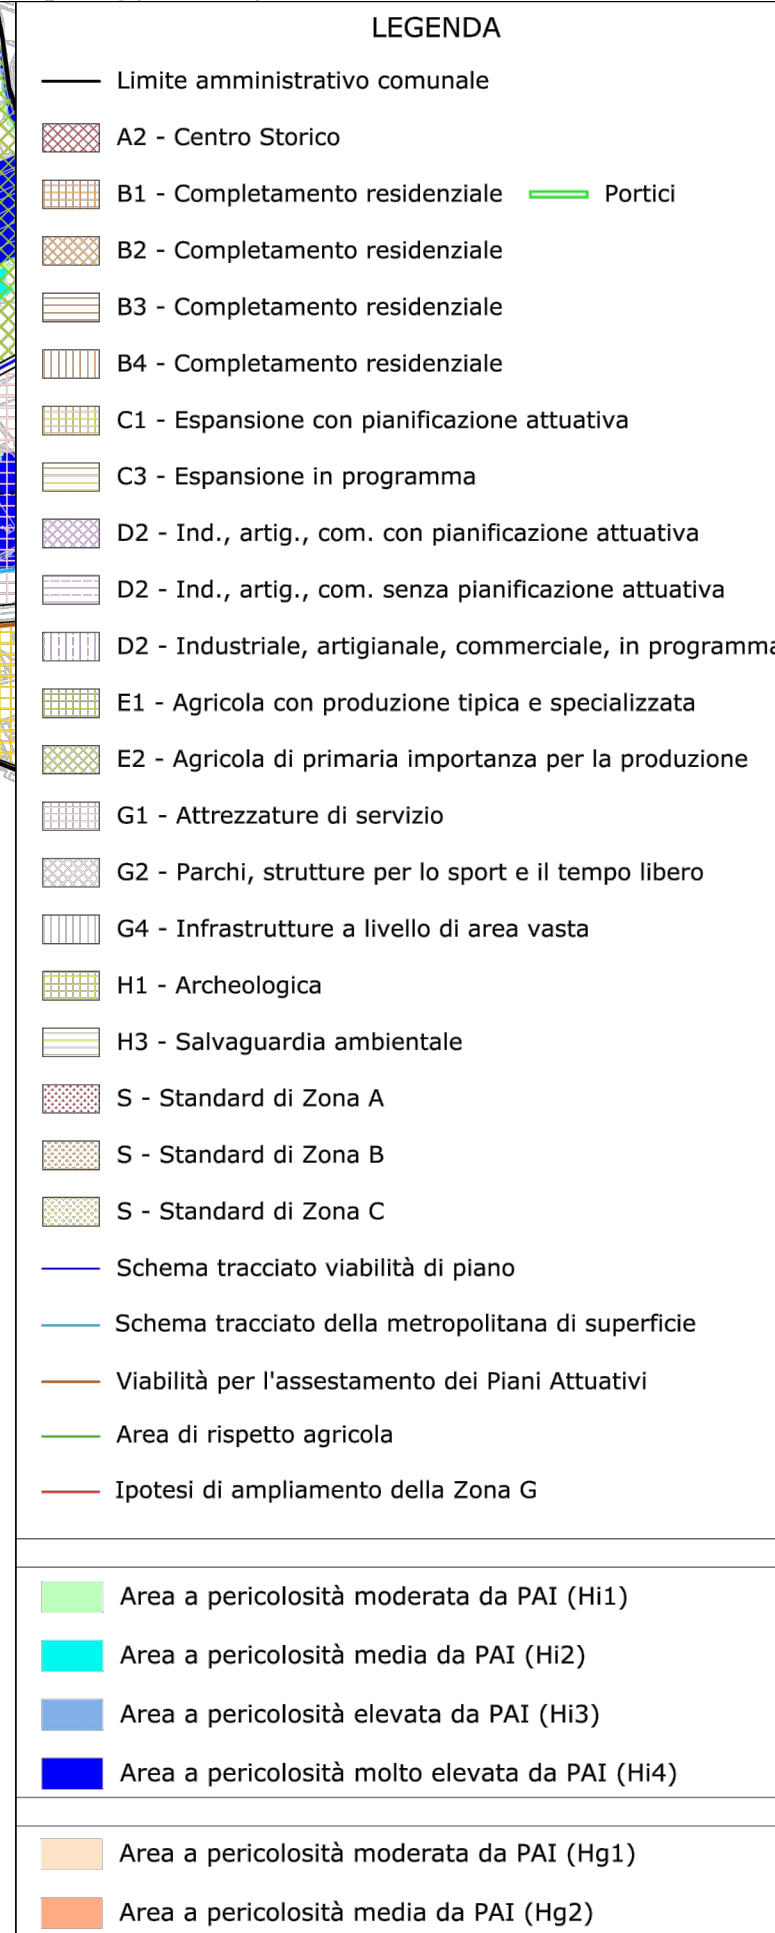 LEGENDA
Limite amministrativo comunale
A2 - Centro Storico
B1 - Completamento residenziale Portici
B2 - Completamento residenziale
B3 - Completamento residenziale
B4 - Completamento residenziale
C1 - Espansione con pianificazione attuativa
C3 - Espansione in programma
D2 - Ind., artig., com. con pianificazione attuativa
D2 - Ind., artig., com. senza pianificazione attuativa
D2 - Industriale, artigianale, commerciale, in programma
E1 - Agricola con produzione tipica e specializzata
E2 - Agricola di primaria importanza per la produzione
G1 - Attrezzature di servizio
G2 - Parchi, strutture per lo sport e il tempo libero
G4 - Infrastrutture a livello di area vasta
H1 - Archeologica
H3 - Salvaguardia ambientale
S - Standard di Zona A
S - Standard di Zona B
S - Standard di Zona C
Schema tracciato viabilità di piano
Schema tracciato della metropolitana di superficie
Viabilità per l'assestamento dei Piani Attuativi
Area di rispetto agricola
Ipotesi di ampliamento della Zona G
Area a pericolosità moderata da PAI (Hi1)
Area a pericolosità media da PAI (Hi2)
Area a pericolosità elevata da PAI (Hi3)
Area a pericolosità molto elevata da PAI (Hi4)
Area a pericolosità moderata da PAI (Hg1)
Area a pericolosità media da PAI (Hg2)